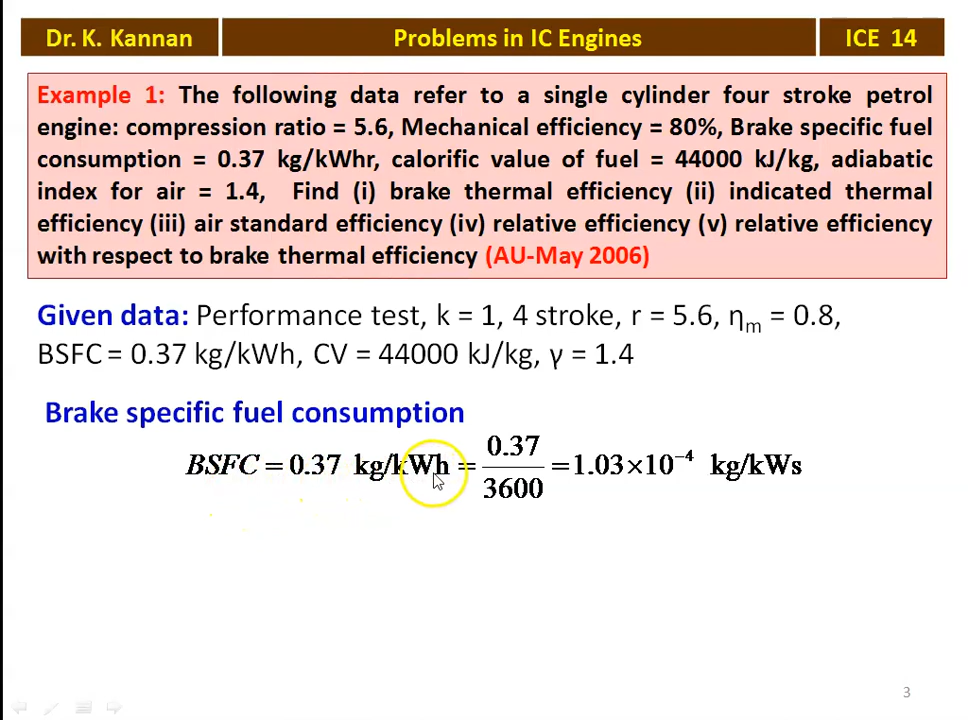 Dr. K. Kannan
Problems in IC Engines
ICE 14
Example 1: The following data refer to a single cylinder four stroke petrol
engine: compression ratio = 5.6, Mechanical efficiency = 80%, Brake specific fuel
consumption = 0.37 kg/kWhr, calorific value of fuel = 44000 kJ/kg, adiabatic
index for air = 1.4, Find (i) brake thermal efficiency (ii) indicated thermal
efficiency (iii) air standard efficiency (iv) relative efficiency (v) relative efficiency
with respect to brake thermal efficiency (AU-May 2006)
Given data: Performance test, k = 1, 4 stroke, r = 5.6, ηm = 0.8,
BSFC = 0.37 kg/kWh, CV = 44000 kJ/kg, γ = 1.4
Brake specific fuel consumption
BSFC = 0.37 kg/kWh = 0.37/3600 = 1.03×10⁻⁴ kg/kWs
3